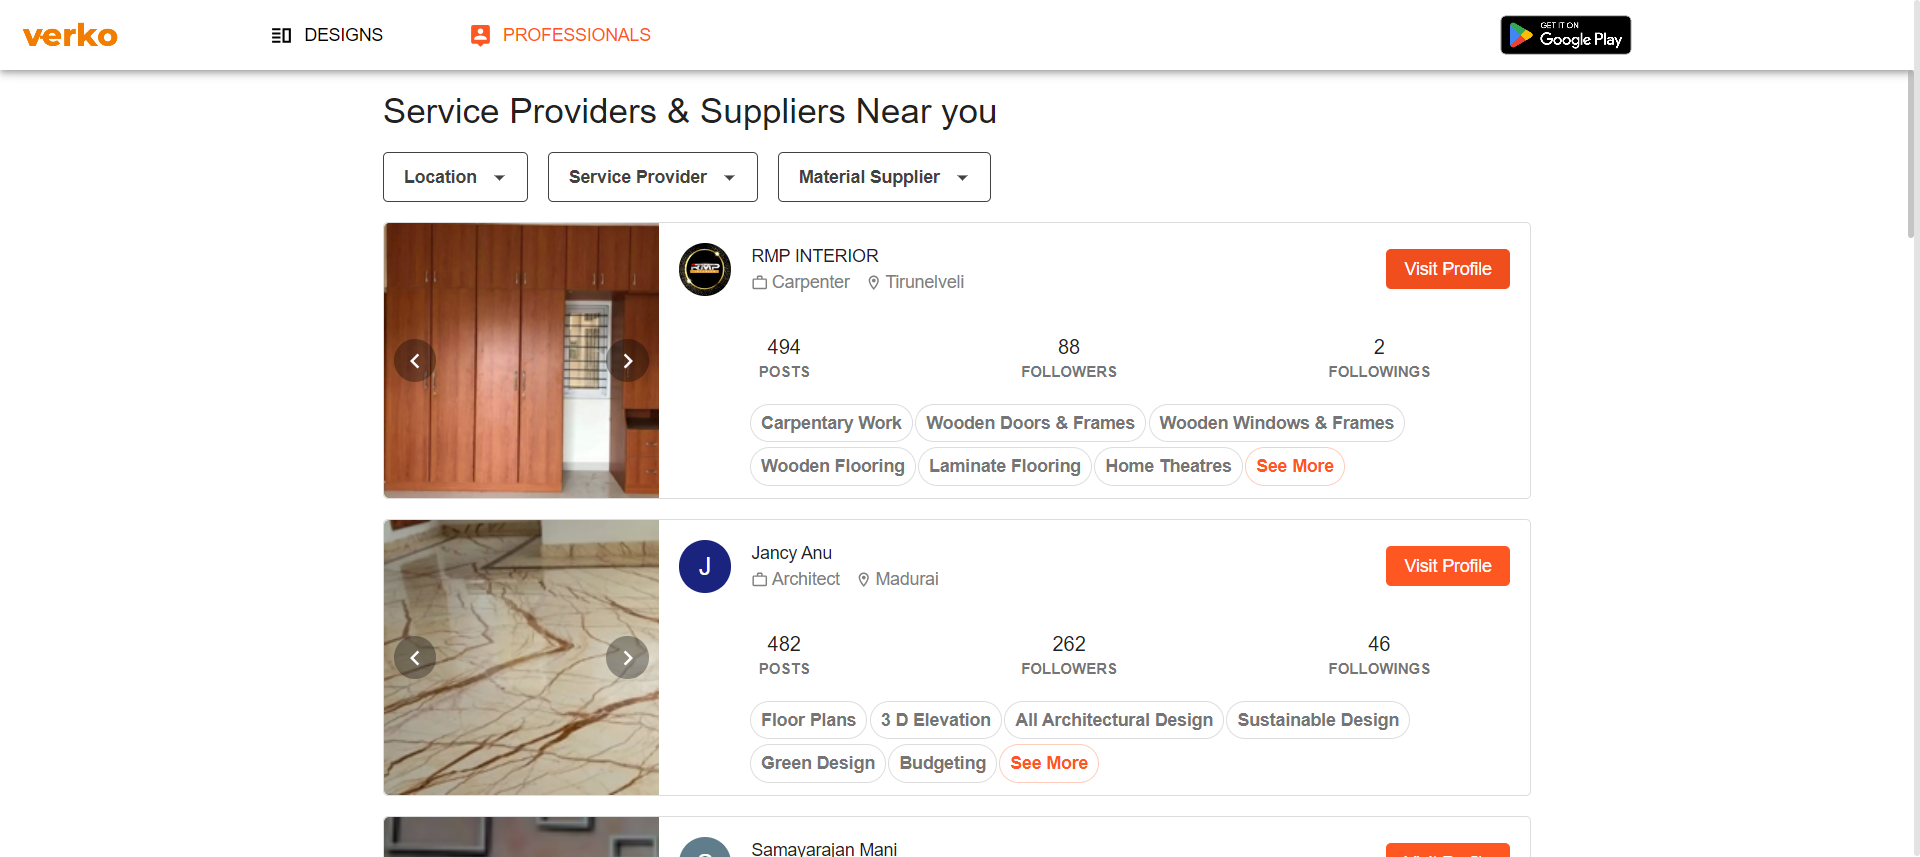 verko
DESIGNS
PROFESSIONALS
GET IT ON
Google Play
Service Providers & Suppliers Near you
Location
Service Provider
Material Supplier
RMP
RMP INTERIOR
Carpenter
Tirunelveli
Visit Profile
494
88
2
POSTS
FOLLOWERS
FOLLOWINGS
Carpentary Work
Wooden Doors & Frames
Wooden Windows & Frames
Wooden Flooring
Laminate Flooring
Home Theatres
See More
J
Jancy Anu
Architect
Madurai
Visit Profile
482
262
46
POSTS
FOLLOWERS
FOLLOWINGS
Floor Plans
3 D Elevation
All Architectural Design
Sustainable Design
Green Design
Budgeting
See More
Samayarajan Mani